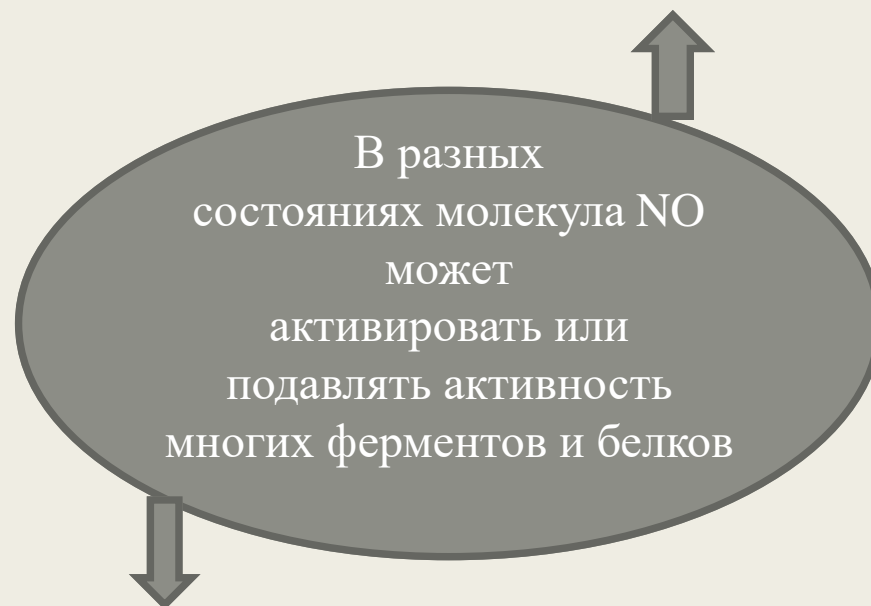 В разных
состояниях молекула NO
может
активировать или
подавлять активность
многих ферментов и белков